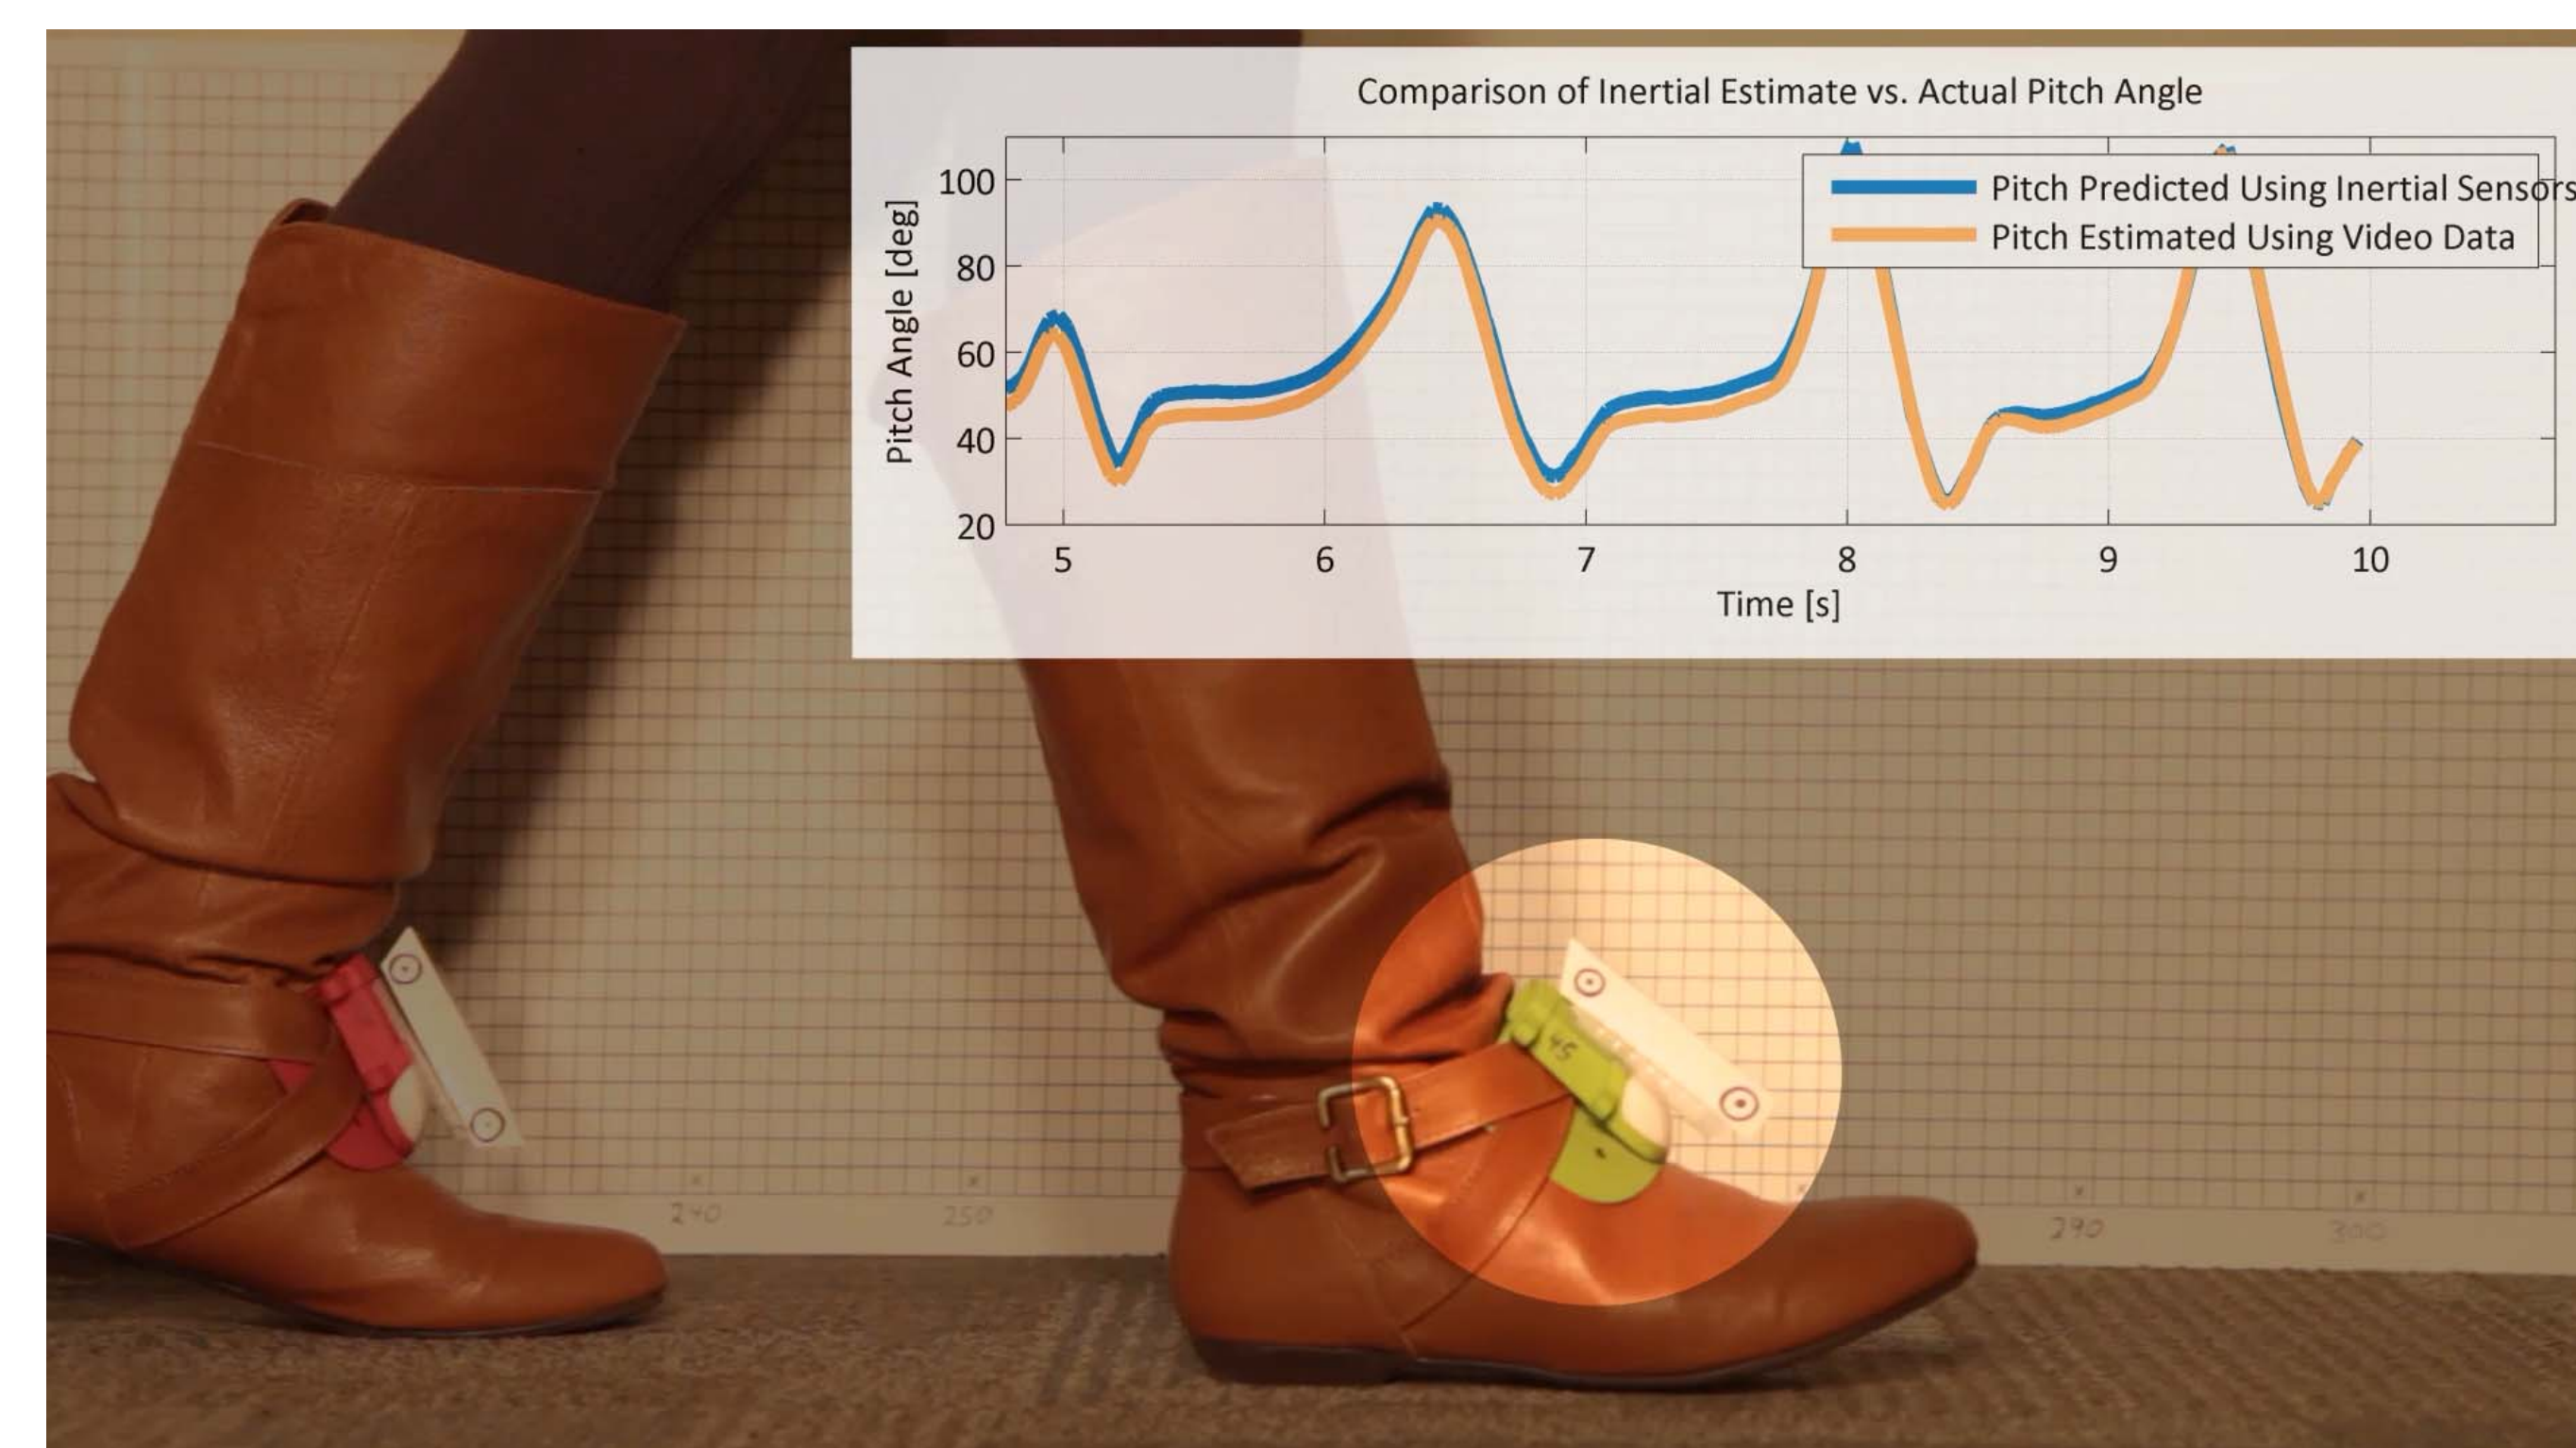 Comparison of Inertial Estimate vs. Actual Pitch Angle
Pitch Angle [deg]
100
80
60
40
20
Pitch Predicted Using Inertial Sensors
Pitch Estimated Using Video Data
5 6 7 8 9 10
Time [s]
45
240 250 290 300